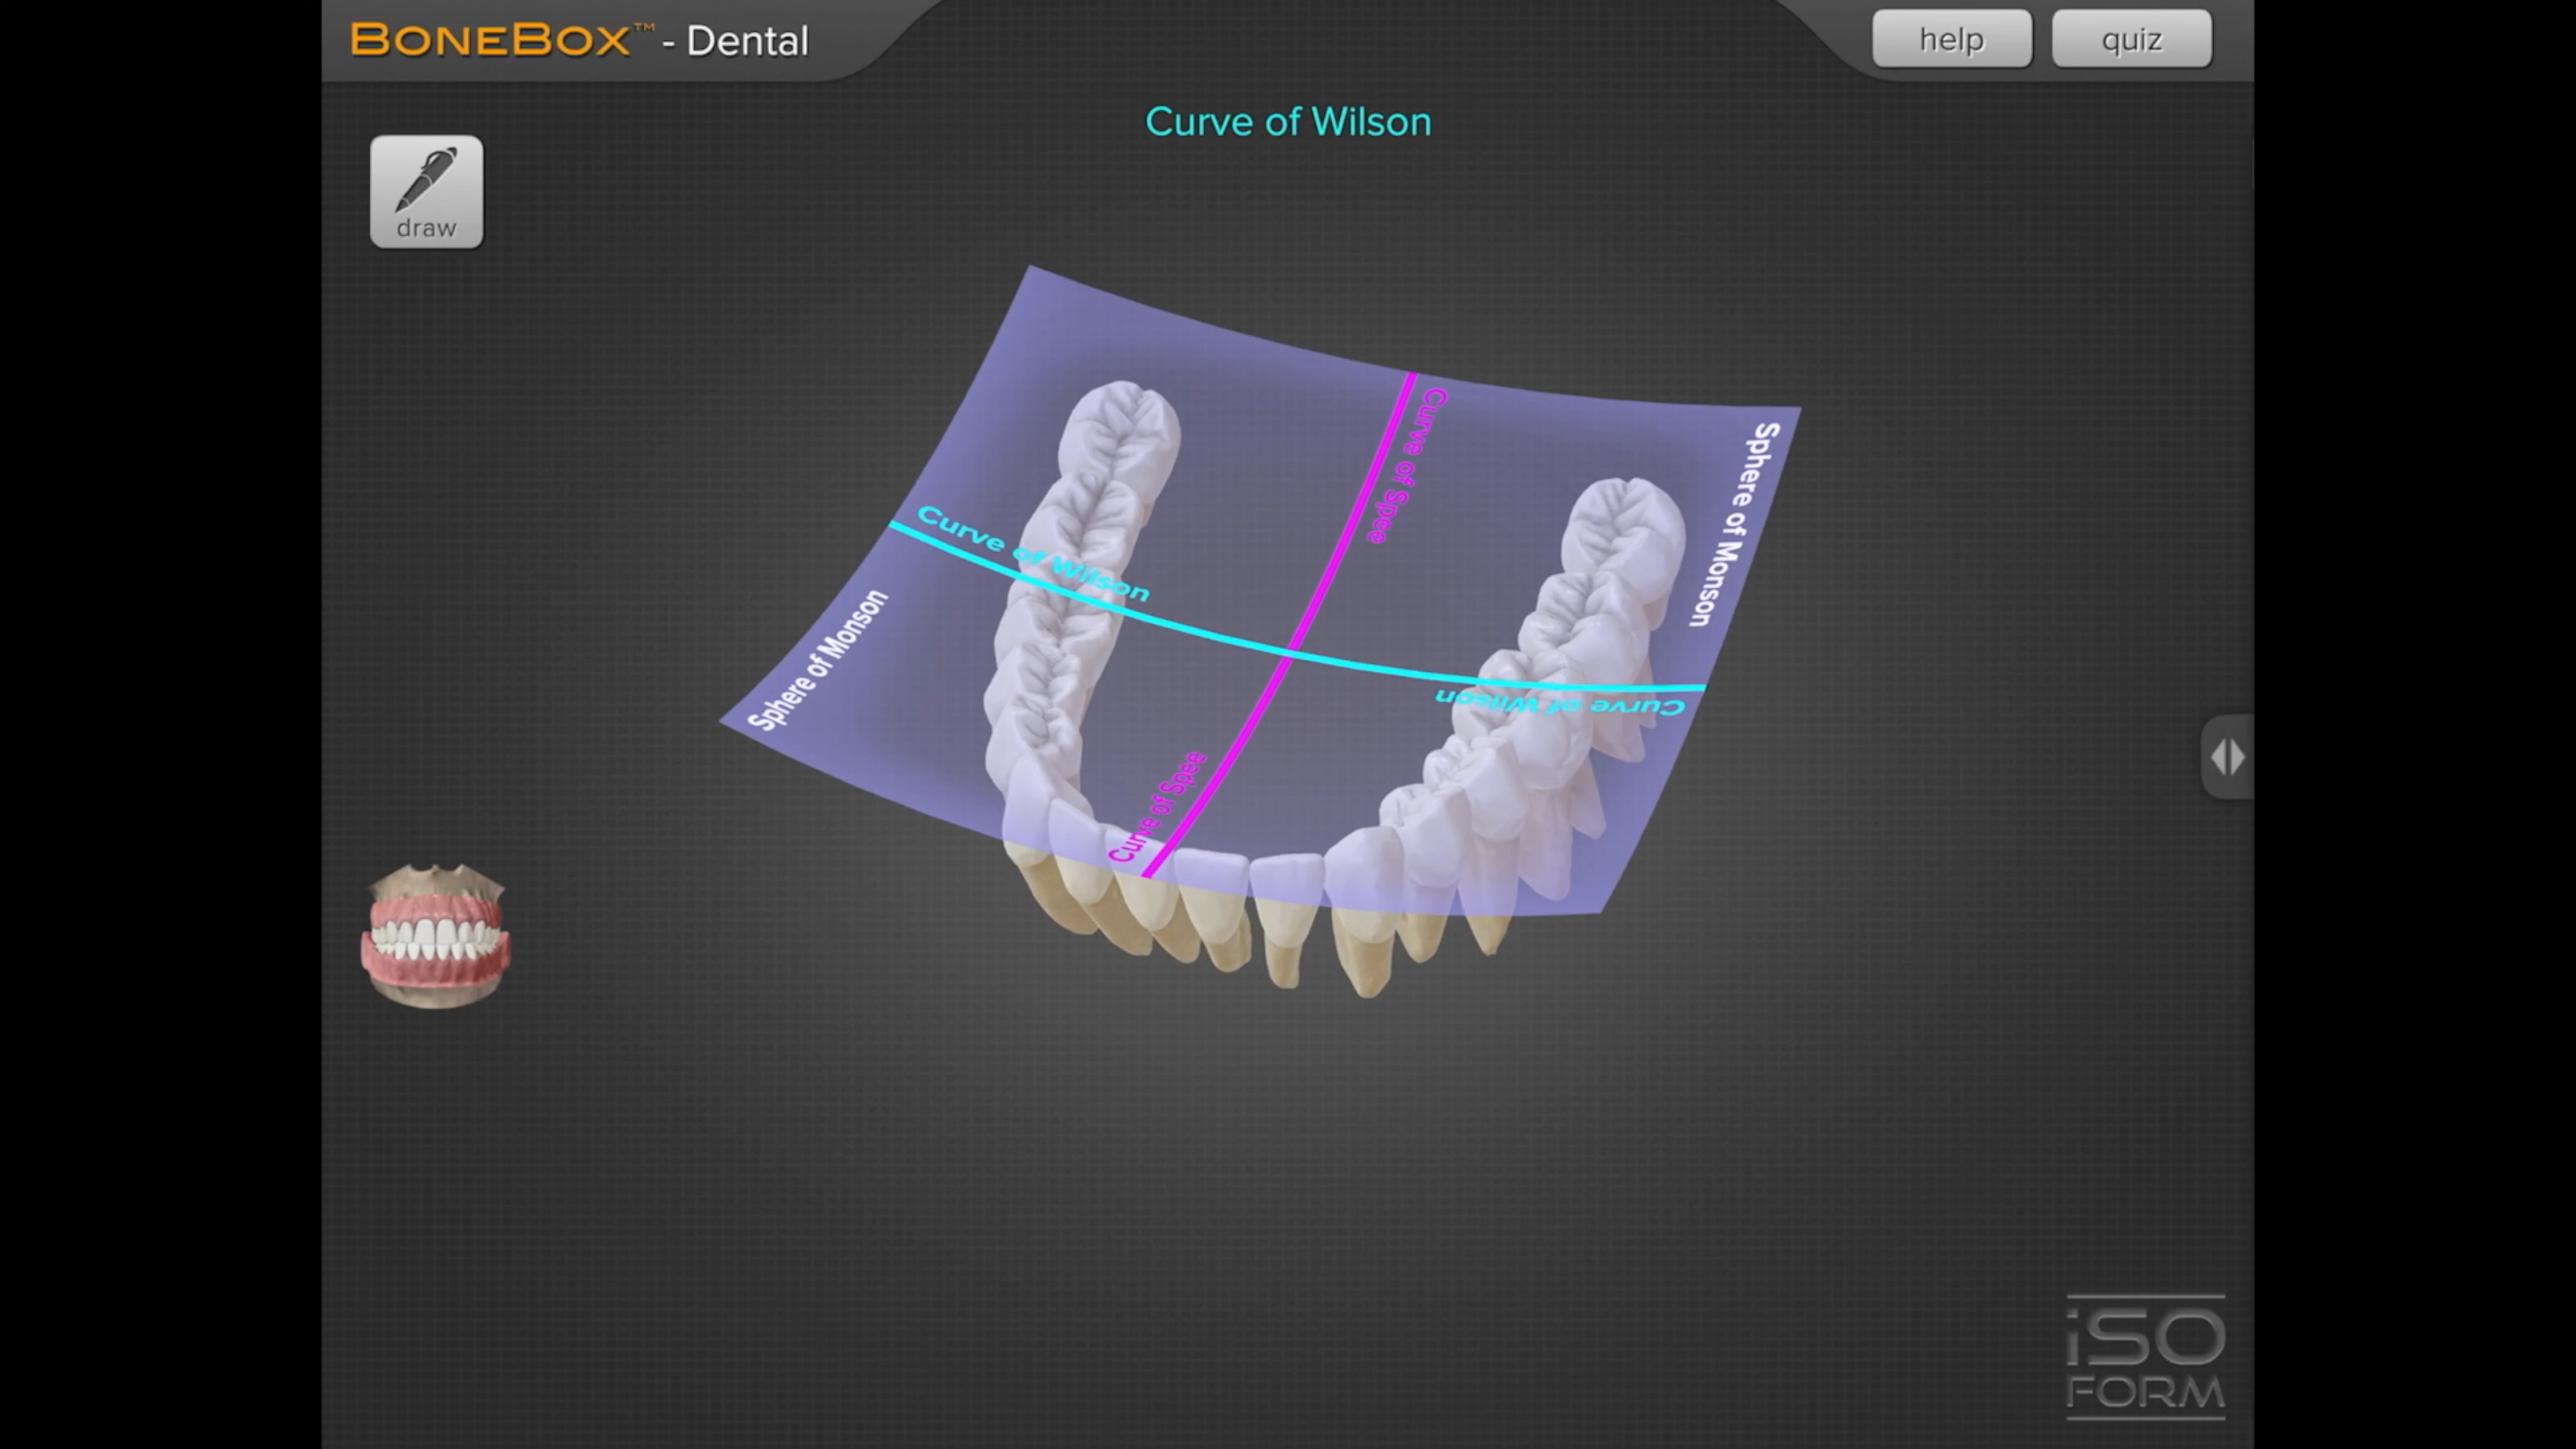 BONEBOX™ - Dental
help
quiz
Curve of Wilson
draw
Curve of Spee
Sphere of Monson
Curve of Wilson
Sphere of Monson
Curve of Wilson
Curve of Spee
iSO
FORM